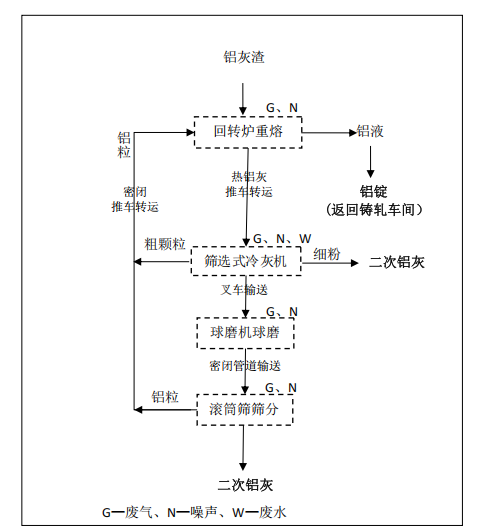 铝灰渣
G、N
回转炉重熔
铝液
铝粒
热铝灰
推车转运
密闭
推车转运
铝锭
(返回铸轧车间)
G、N、W
粗颗粒
筛选式冷灰机
细粉
二次铝灰
叉车输送
G、N
球磨机球磨
密闭管道输送
G、N
铝粒
滚筒筛筛分
二次铝灰
G—废气、N—噪声、W—废水